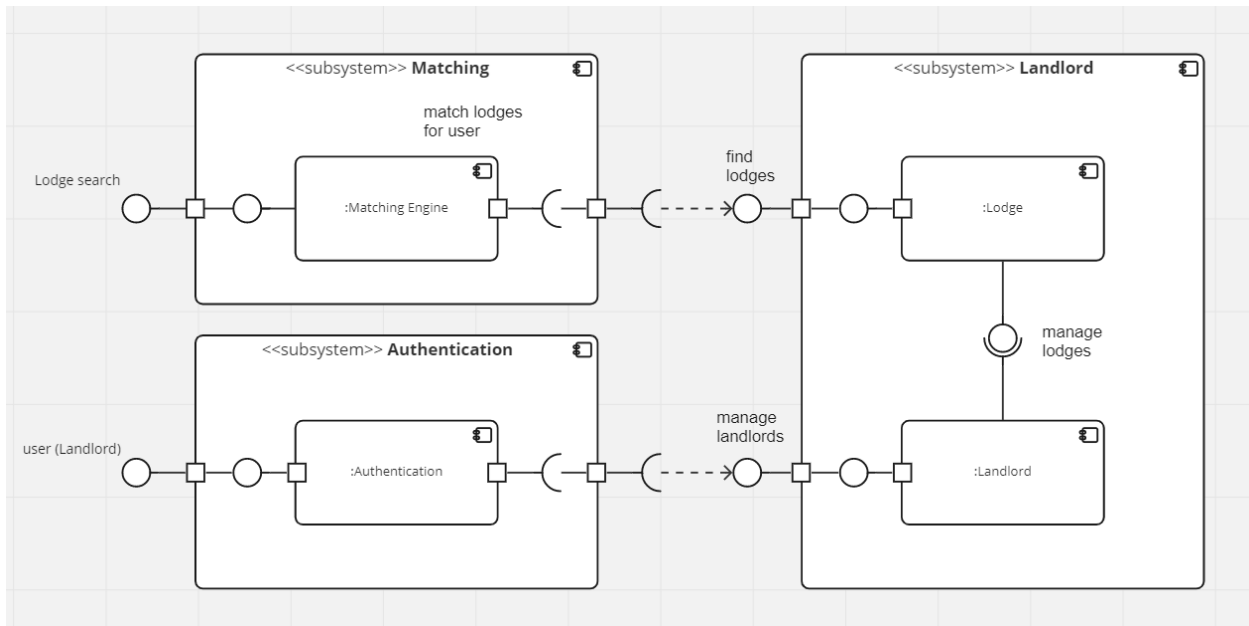 <<subsystem>> Matching
match lodges
for user
Lodge search
:Matching Engine
find
lodges
<<subsystem>> Landlord
:Lodge
manage
lodges
<<subsystem>> Authentication
user (Landlord)
:Authentication
manage
landlords
:Landlord